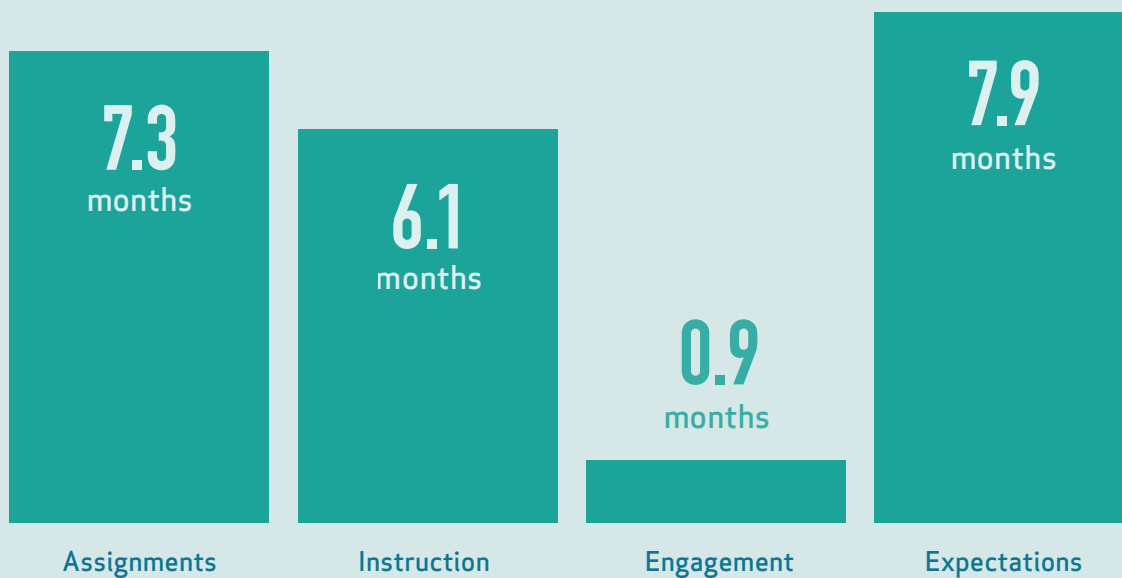 7.3
months
6.1
months
0.9
months
7.9
months
Assignments
Instruction
Engagement
Expectations